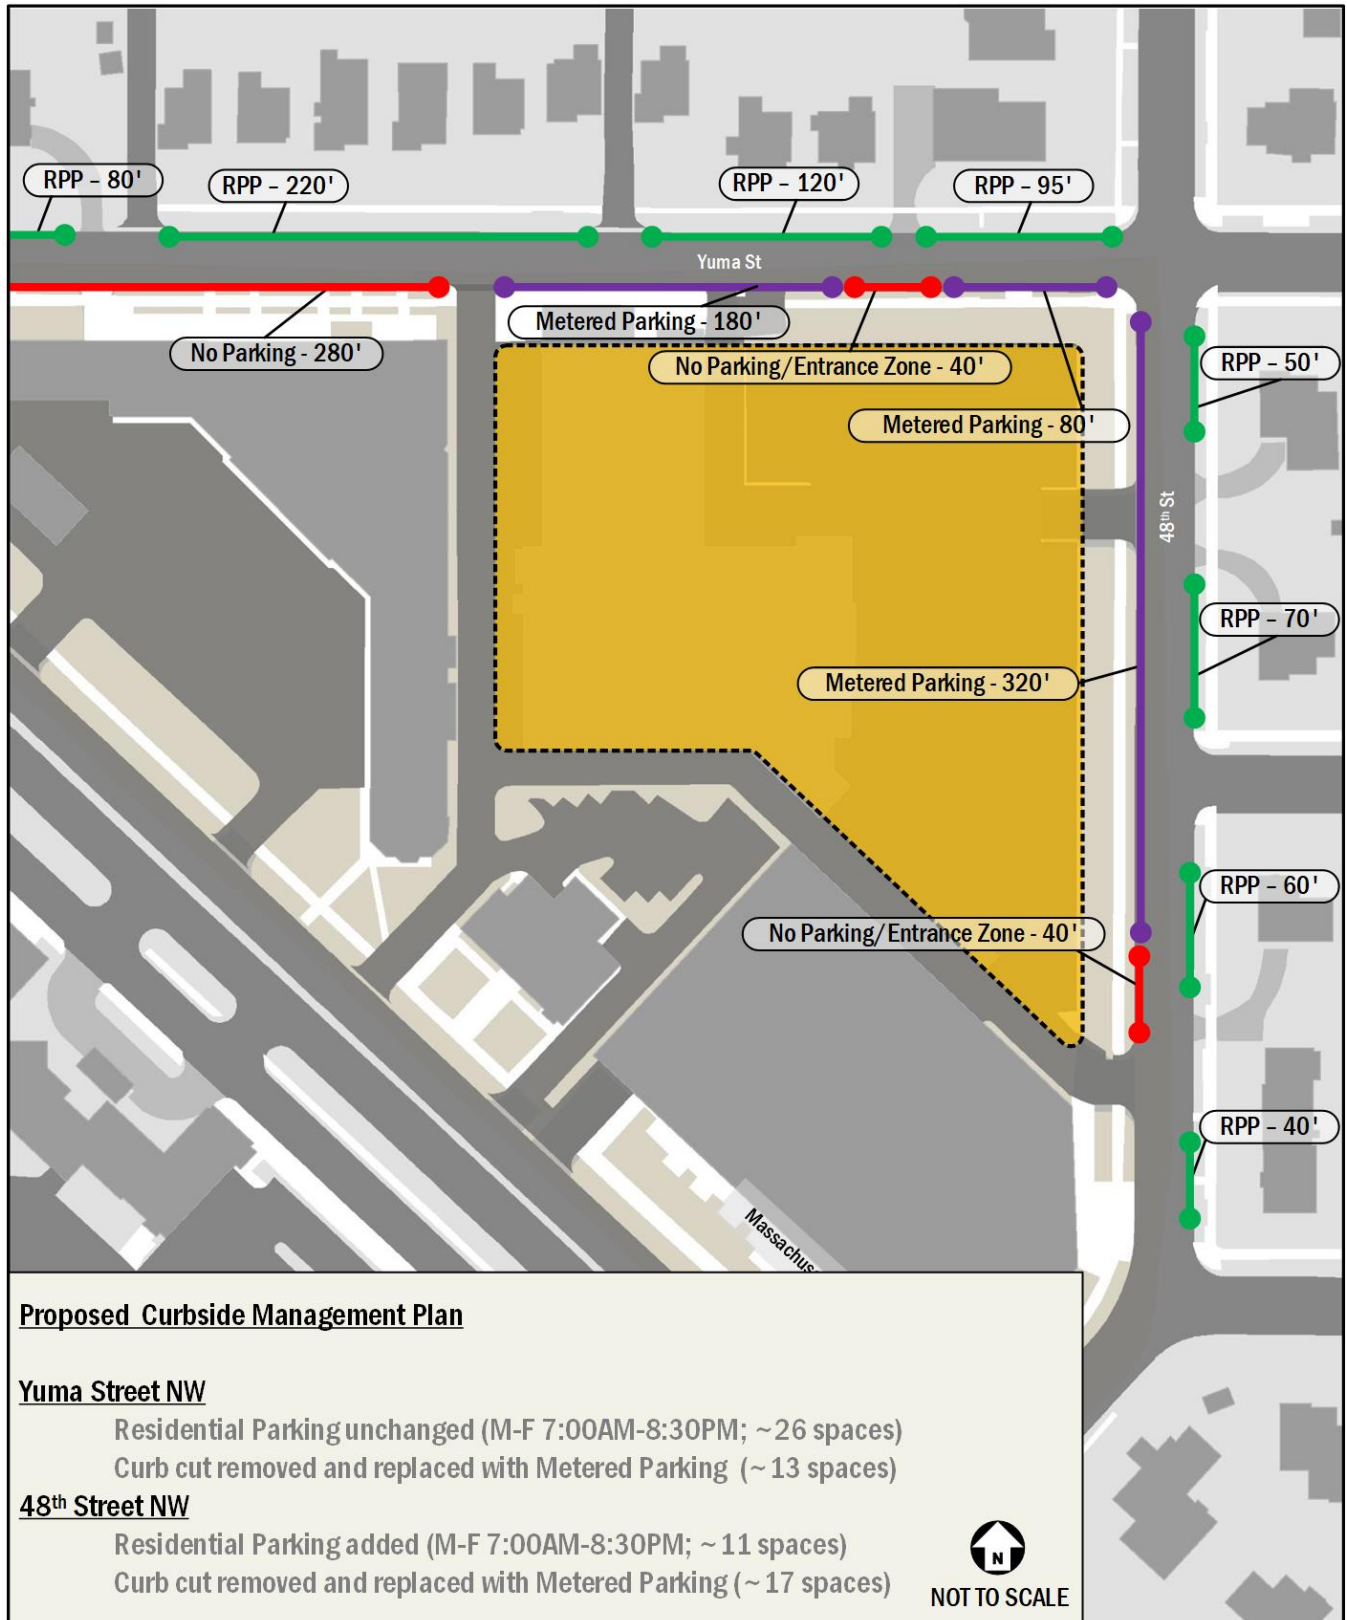 RPP – 80'
RPP – 220'
RPP – 120'
RPP – 95'
Yuma St
Metered Parking - 180'
No Parking - 280'
No Parking/Entrance Zone - 40'
RPP – 50'
Metered Parking - 80'
48th St
RPP – 70'
Metered Parking - 320'
RPP – 60'
No Parking/Entrance Zone - 40'
RPP – 40'
Massachus
Proposed Curbside Management Plan
Yuma Street NW
Residential Parking unchanged (M-F 7:00AM-8:30PM; ~26 spaces)
Curb cut removed and replaced with Metered Parking (~13 spaces)
48th Street NW
Residential Parking added (M-F 7:00AM-8:30PM; ~11 spaces)
Curb cut removed and replaced with Metered Parking (~17 spaces)
N
NOT TO SCALE